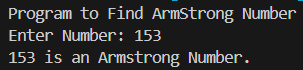 Program to Find ArmStrong Number
Enter Number: 153
153 is an Armstrong Number.